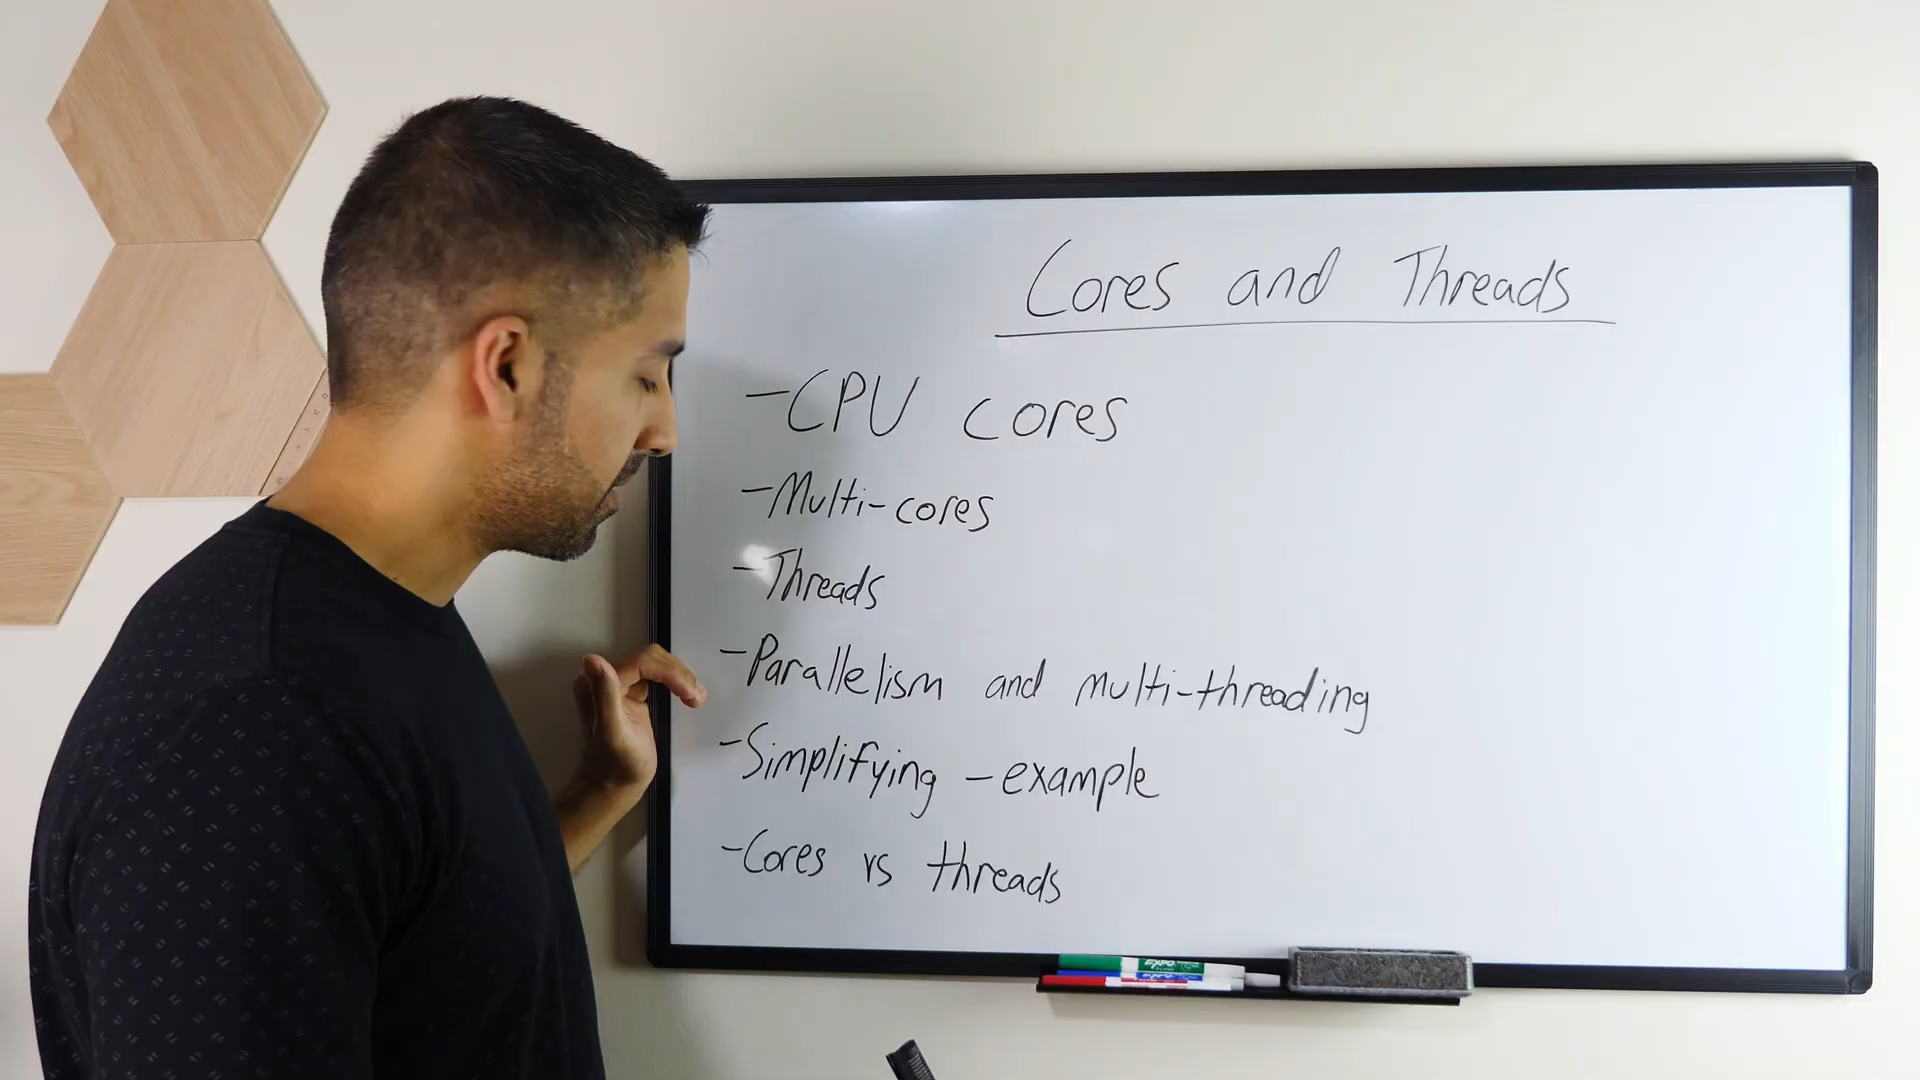 Cores and Threads
- CPU cores
- Multi-cores
- Threads
- Parallelism and multi-threading
- Simplifying - example
- Cores vs threads